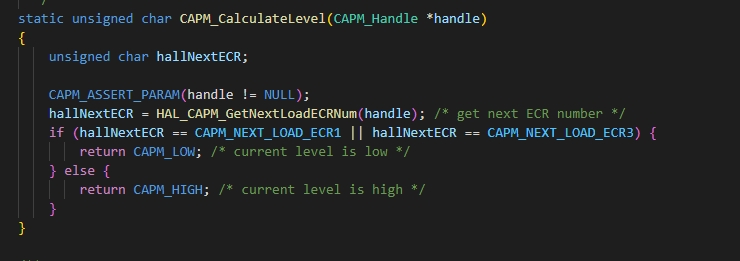 static unsigned char CAPM_CalculateLevel(CAPM_Handle *handle)
{
    unsigned char hallNextECR;

    CAPM_ASSERT_PARAM(handle != NULL);
    hallNextECR = HAL_CAPM_GetNextLoadECRNum(handle); /* get next ECR number */
    if (hallNextECR == CAPM_NEXT_LOAD_ECR1 || hallNextECR == CAPM_NEXT_LOAD_ECR3) {
        return CAPM_LOW; /* current level is low */
    } else {
        return CAPM_HIGH; /* current level is high */
    }
}